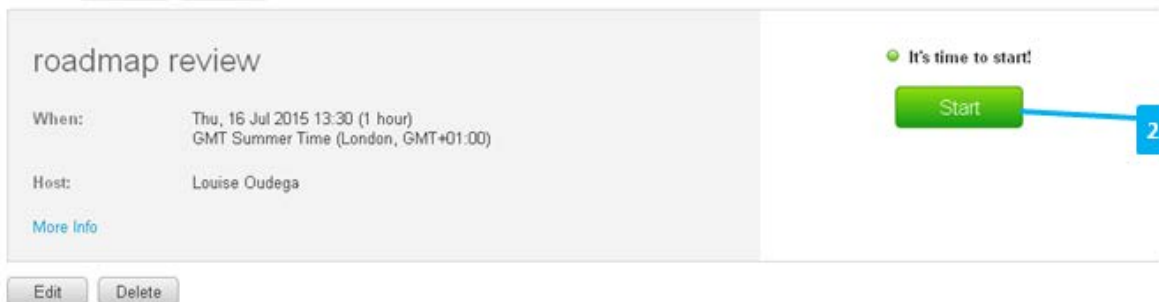 roadmap review
It's time to start!
Start
2
When:
Thu, 16 Jul 2015 13:30 (1 hour)
GMT Summer Time (London, GMT+01:00)
Host:
Louise Oudega
More Info
Edit
Delete